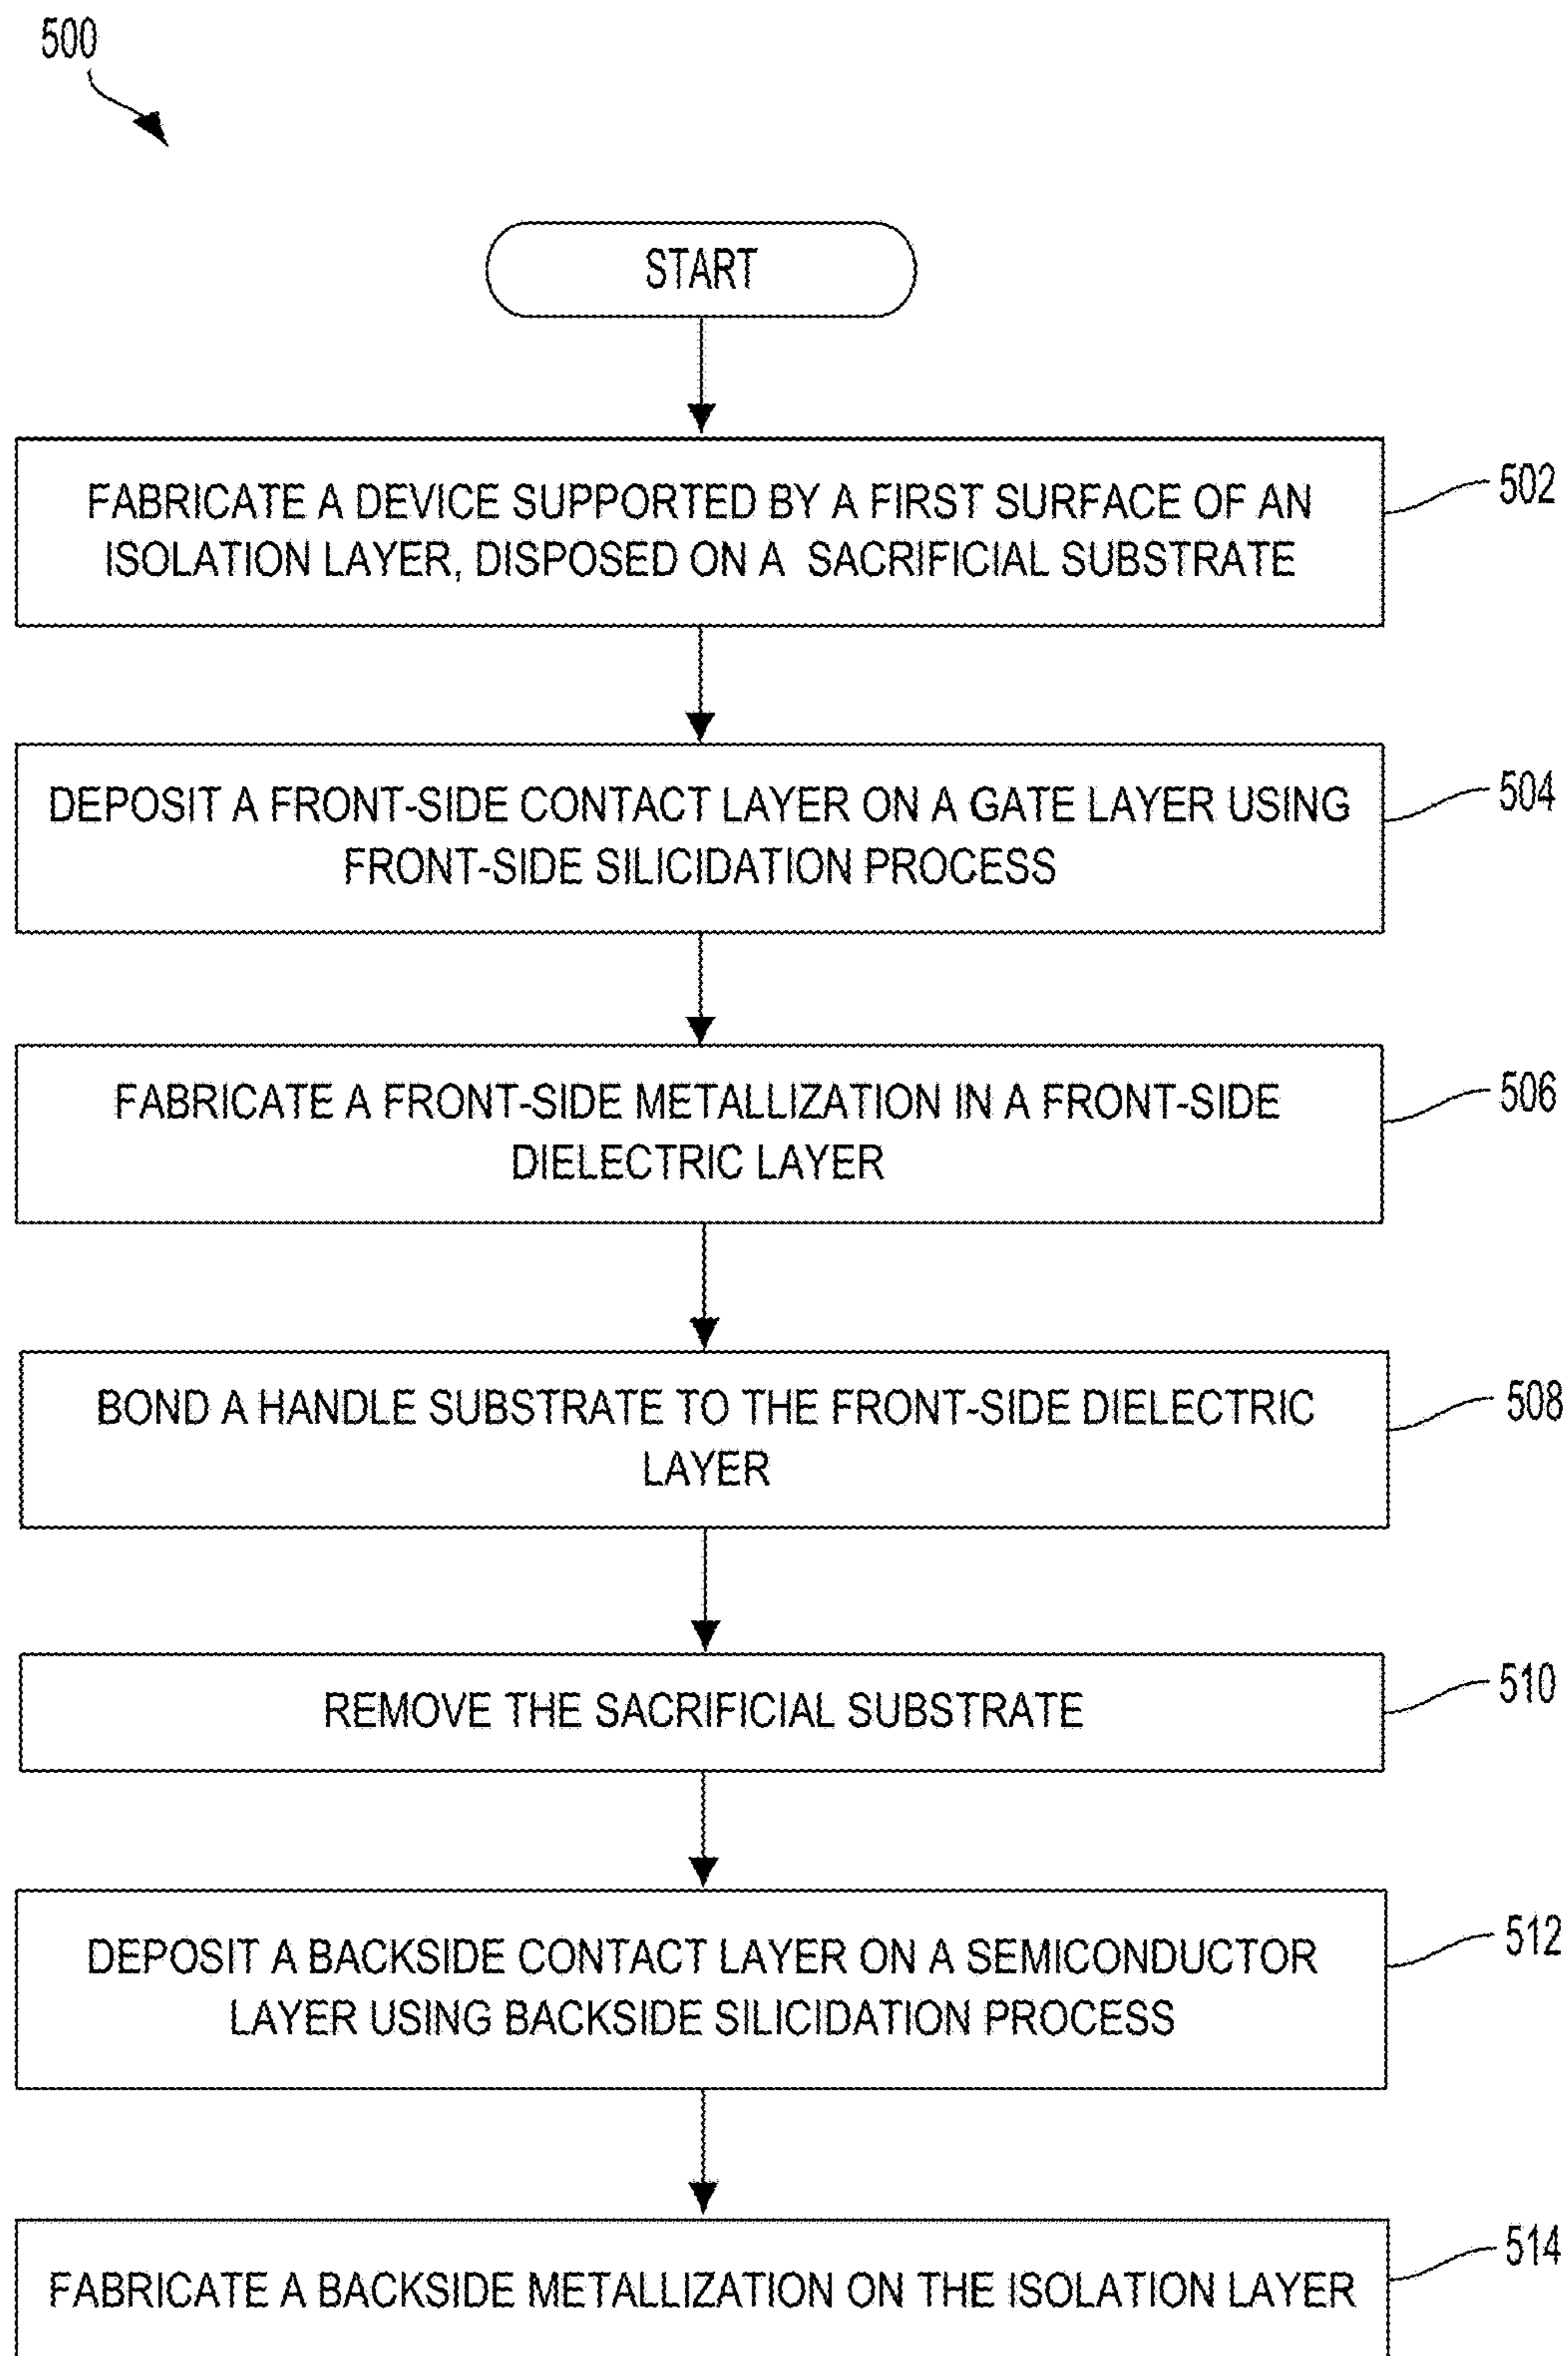 500
START
FABRICATE A DEVICE SUPPORTED BY A FIRST SURFACE OF AN
ISOLATION LAYER, DISPOSED ON A SACRIFICIAL SUBSTRATE
502
DEPOSIT A FRONT-SIDE CONTACT LAYER ON A GATE LAYER USING
FRONT-SIDE SILICIDATION PROCESS
504
FABRICATE A FRONT-SIDE METALLIZATION IN A FRONT-SIDE
DIELECTRIC LAYER
506
BOND A HANDLE SUBSTRATE TO THE FRONT-SIDE DIELECTRIC
LAYER
508
REMOVE THE SACRIFICIAL SUBSTRATE
510
DEPOSIT A BACKSIDE CONTACT LAYER ON A SEMICONDUCTOR
LAYER USING BACKSIDE SILICIDATION PROCESS
512
FABRICATE A BACKSIDE METALLIZATION ON THE ISOLATION LAYER
514